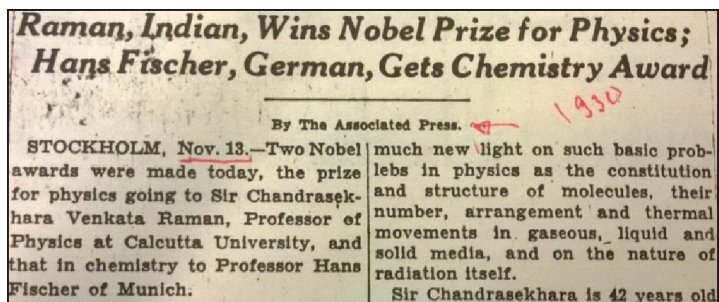 Raman, Indian, Wins Nobel Prize for Physics;
Hans Fischer, German, Gets Chemistry Award
1930
By The Associated Press.
STOCKHOLM, Nov. 13.—Two Nobel
awards were made today, the prize
for physics going to Sir Chandrasek-
hara Venkata Raman, Professor of
Physics at Calcutta University, and
that in chemistry to Professor Hans
Fischer of Munich.
much new light on such basic prob-
lebs in physics as the constitution
and structure of molecules, their
number, arrangement and thermal
movements in gaseous, liquid and
solid media, and on the nature of
radiation itself.
Sir Chandrasekhara is 42 years old